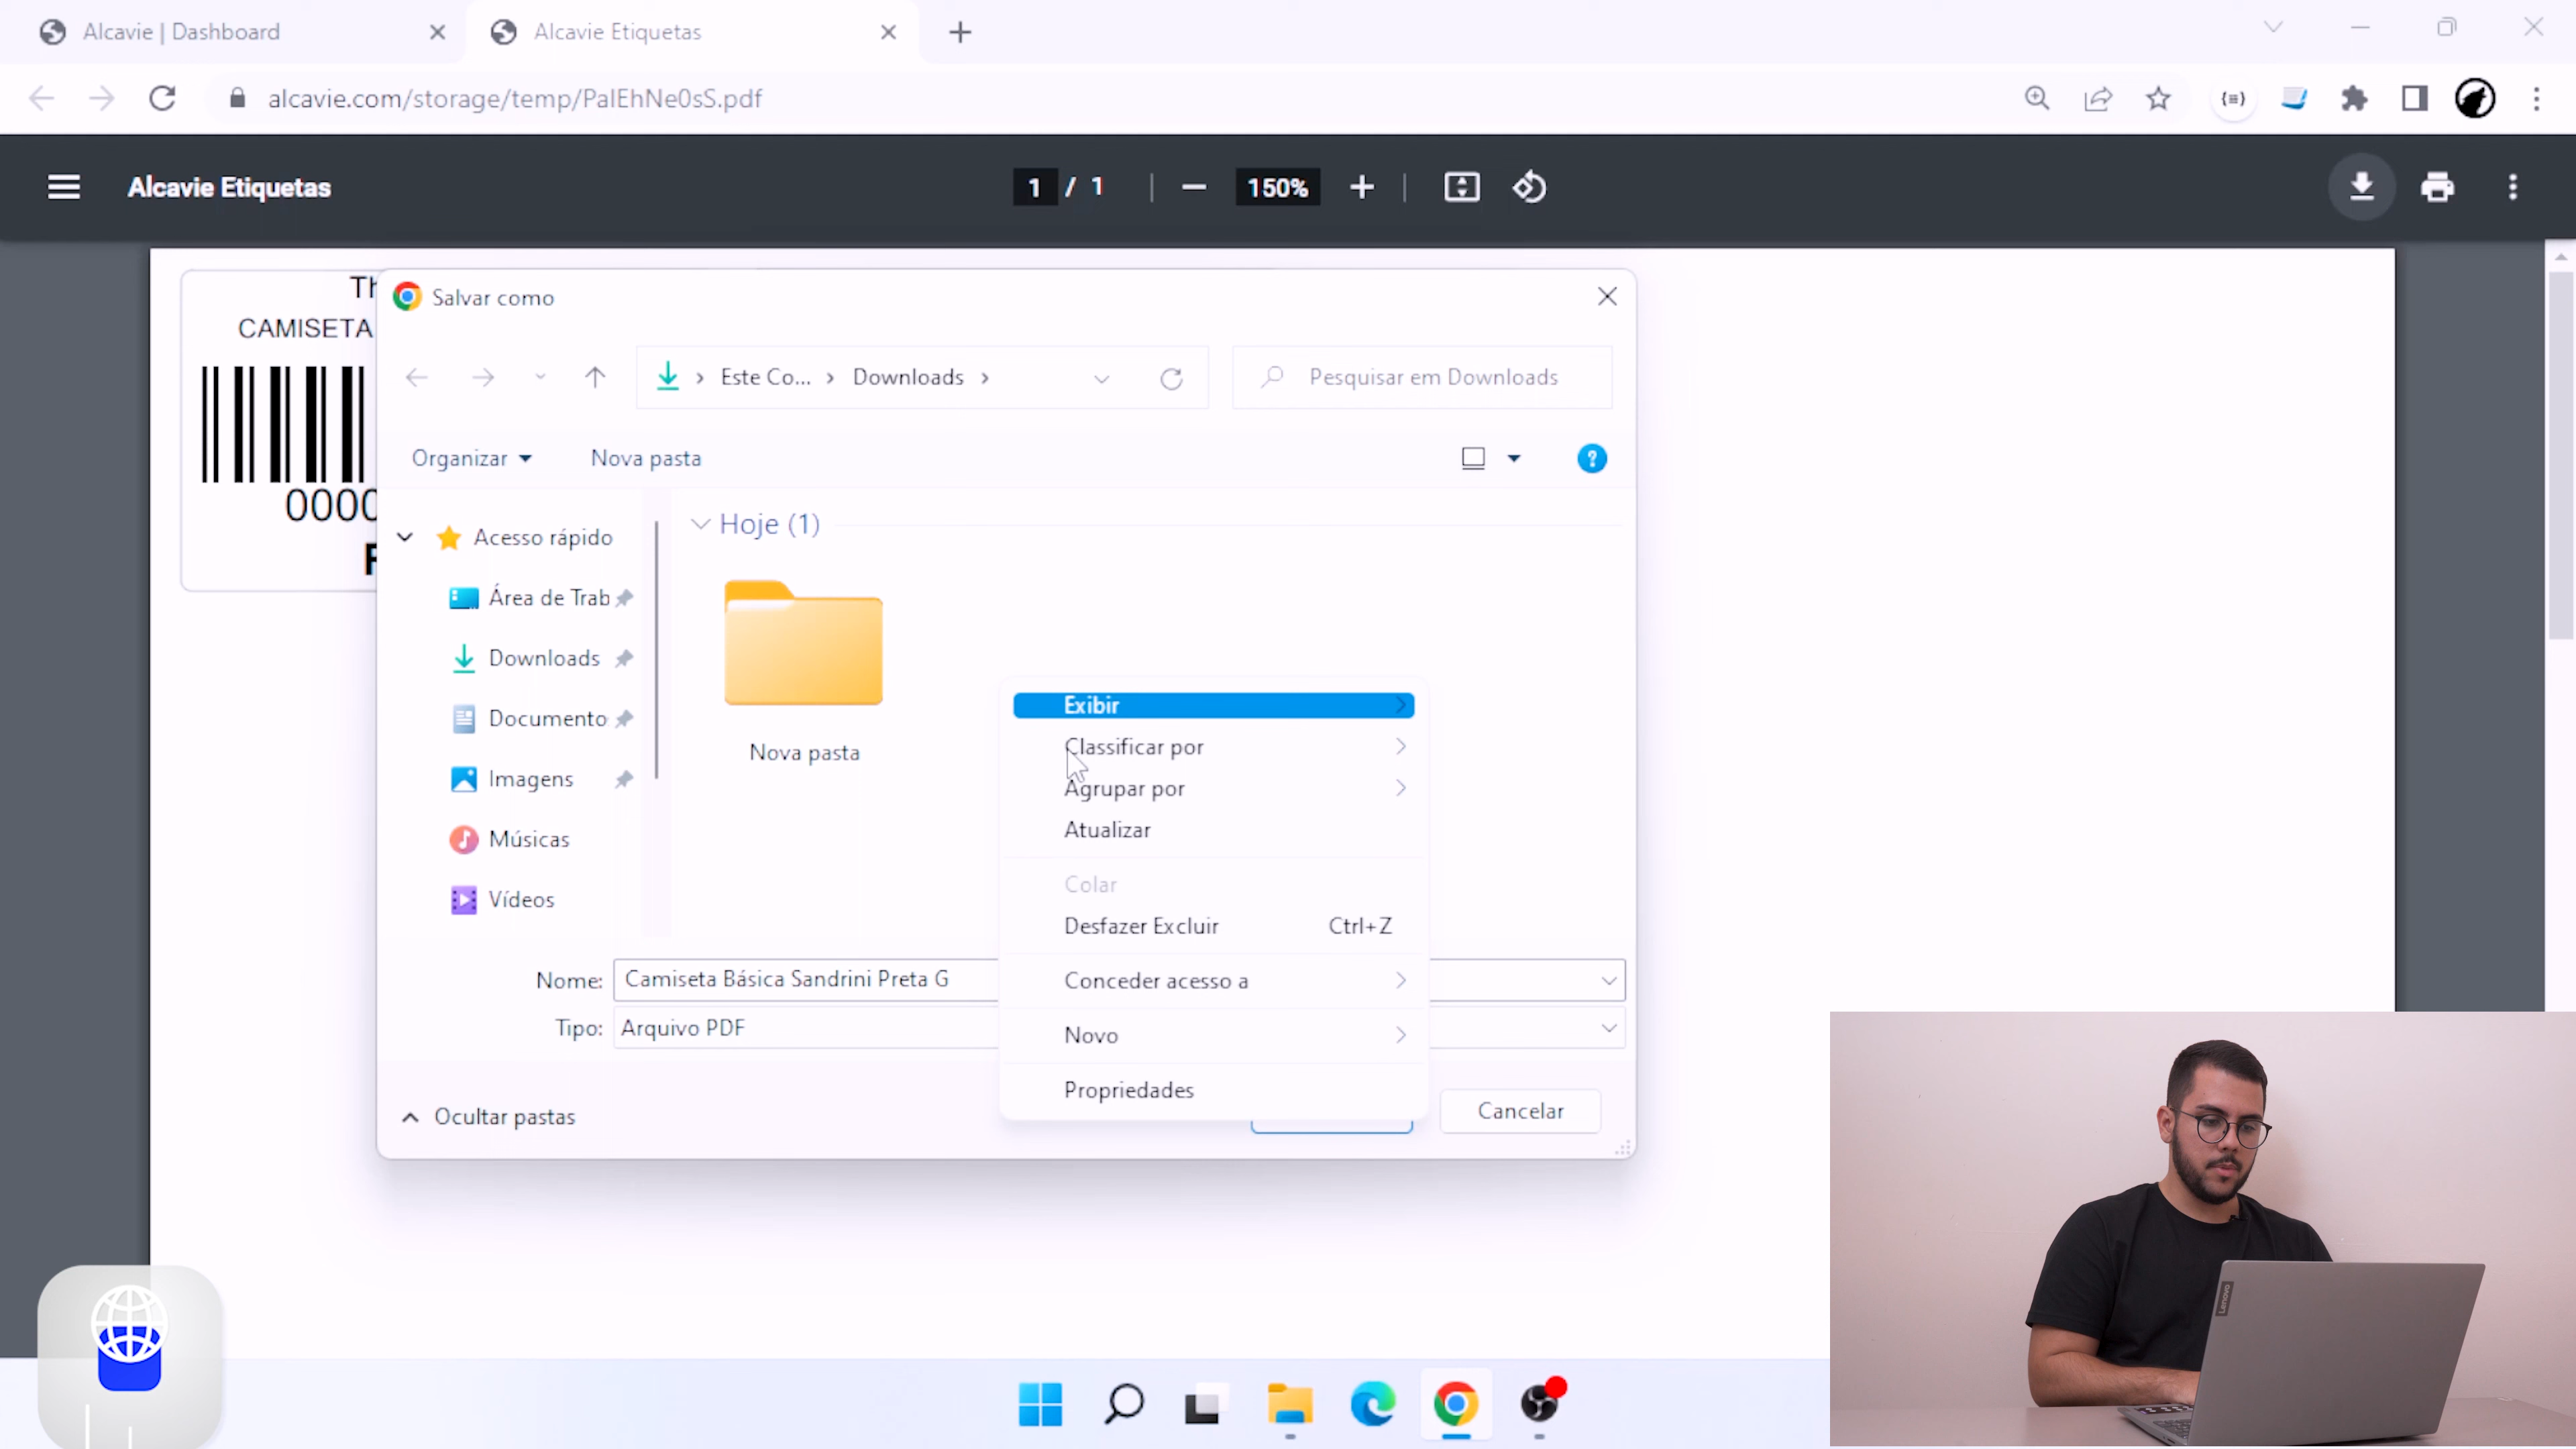 Alcavie | Dashboard
Alcavie Etiquetas
alcavie.com/storage/temp/PalEhNe0sS.pdf
Alcavie Etiquetas
1 / 1
150%
CAMISETA
Salvar como
Este Co... Downloads
Pesquisar em Downloads
Organizar
Nova pasta
Acesso rápido
Área de Trab
Downloads
Documento
Imagens
Músicas
Vídeos
Hoje (1)
Nova pasta
Exibir
Classificar por
Agrupar por
Atualizar
Colar
Desfazer Excluir Ctrl+Z
Conceder acesso a
Novo
Propriedades
Nome: Camiseta Básica Sandrini Preta G
Tipo: Arquivo PDF
Ocultar pastas
Cancelar
Lenovo